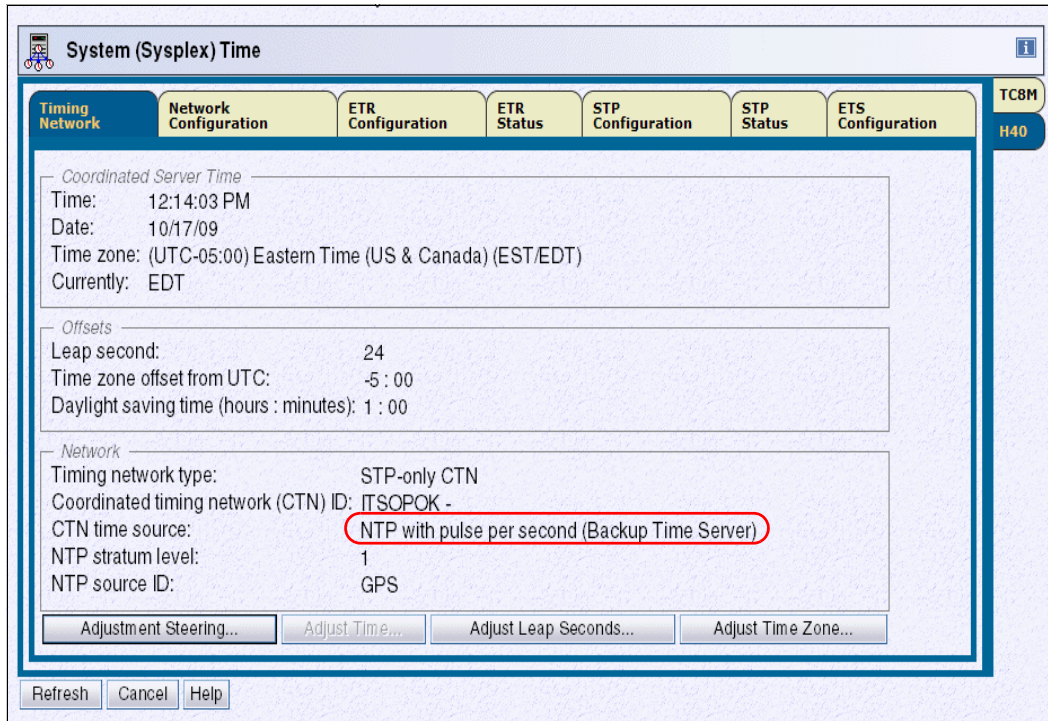 System (Sysplex) Time
i
TC8M
H40
Timing Network
Network Configuration
ETR Configuration
ETR Status
STP Configuration
STP Status
ETS Configuration
Coordinated Server Time
Time: 12:14:03 PM
Date: 10/17/09
Time zone: (UTC-05:00) Eastern Time (US & Canada) (EST/EDT)
Currently: EDT
Offsets
Leap second: 24
Time zone offset from UTC: -5 : 00
Daylight saving time (hours : minutes): 1 : 00
Network
Timing network type: STP-only CTN
Coordinated timing network (CTN) ID: ITSOPOK -
CTN time source: NTP with pulse per second (Backup Time Server)
NTP stratum level: 1
NTP source ID: GPS
Adjustment Steering... Adjust Time... Adjust Leap Seconds... Adjust Time Zone...
Refresh Cancel Help